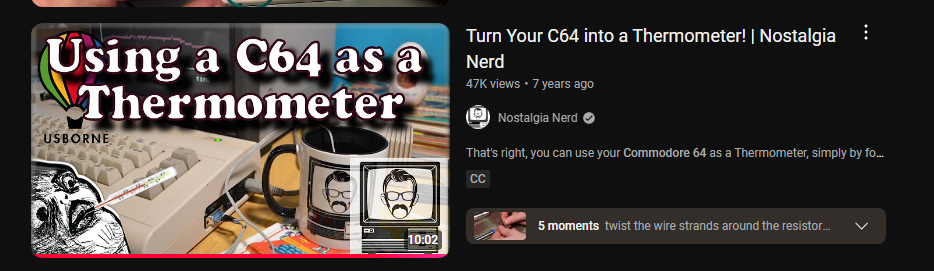 Using a C64 as a
Thermometer
USBORNE
10:02
Turn Your C64 into a Thermometer! | Nostalgia
Nerd
47K views • 7 years ago
Nostalgia Nerd
That's right, you can use your Commodore 64 as a Thermometer, simply by fo...
CC
5 moments twist the wire strands around the resistor...